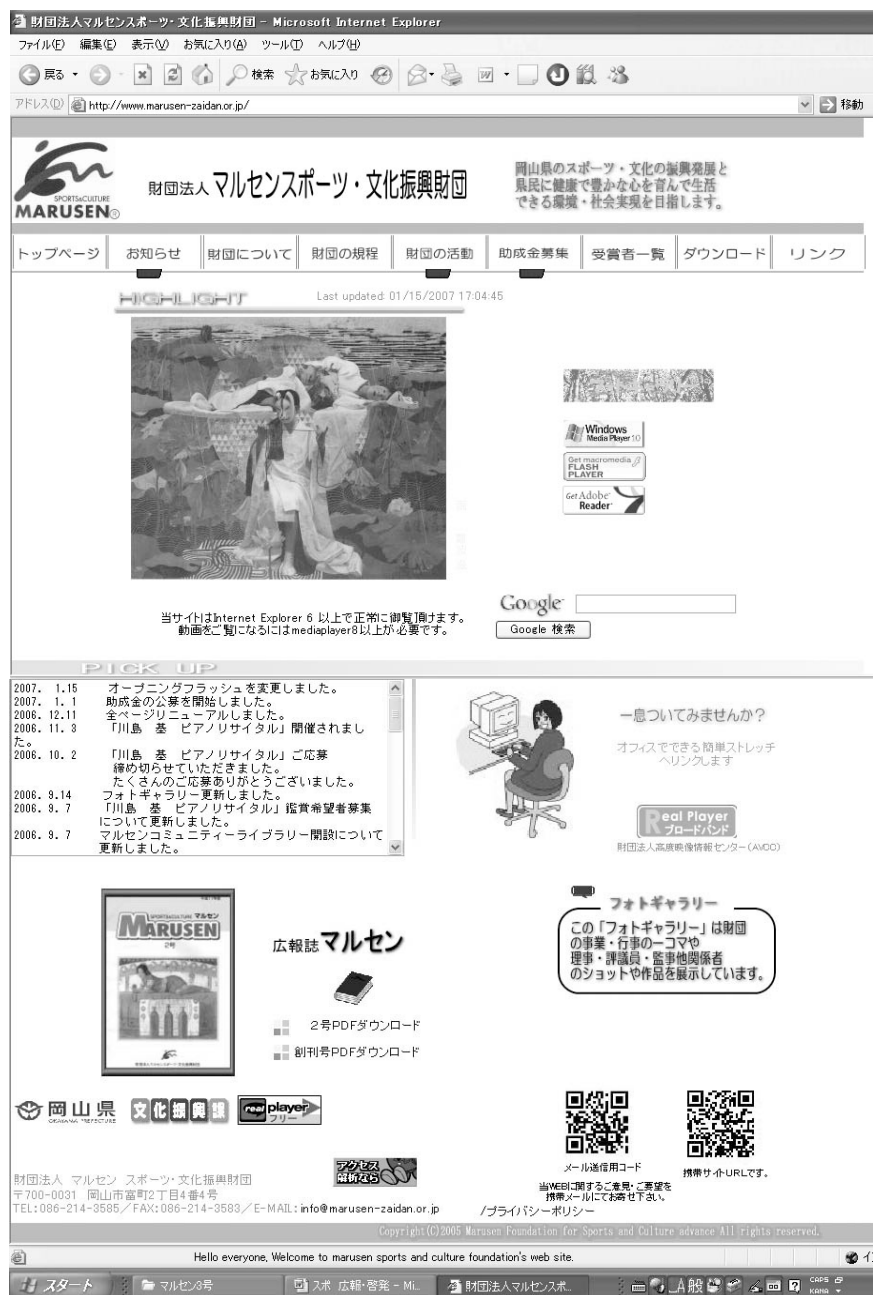 財団法人マルセンスポーツ･文化振興財団 - Microsoft Internet Explorer
ファイル(F) 編集(E) 表示(V) お気に入り(A) ツール(T) ヘルプ(H)
戻る 検索 お気に入り
アドレス(D) http://www.marusen-zaidan.or.jp/ 移動
SPORTS&CULTURE
MARUSEN®
財団法人マルセンスポーツ・文化振興財団
岡山県のスポーツ・文化の振興発展と
県民に健康で豊かな心を育んで生活
できる環境・社会実現を目指します。
トップページ お知らせ 財団について 財団の規程 財団の活動 助成金募集 受賞者一覧 ダウンロード リンク
HIGHLIGHT
Last updated: 01/15/2007 17:04:45
Windows
Media Player 10
Get macromedia
FLASH
PLAYER
Get Adobe
Reader
当サイトはInternet Explorer 6 以上で正常に御覧頂けます。
動画をご覧になるにはmediaplayer8以上が必要です。
Google
Google 検索
PICK UP
2007. 1.15 オープニングフラッシュを変更しました。
2007. 1. 1 助成金の公募を開始しました。
2006. 12.11 全ページリニューアルしました。
2006. 11. 3 「川島 基 ピアノリサイタル」開催されまし
た。
2006. 10. 2 「川島 基 ピアノリサイタル」ご応募
締め切らせていただきました。
たくさんのご応募ありがとうございました。
2006. 9.14 フォトギャラリー更新しました。
2006. 9. 7 「川島 基 ピアノリサイタル」鑑賞希望者募集
について更新しました。
2006. 9. 7 マルセンコミュニティーライブラリー開設について
更新しました。
一息ついてみませんか？
オフィスでできる簡単ストレッチ
へリンクします
Real Player
ブロードバンド
財団法人高度映像情報センター(AVCC)
SPORTS&CULTURE マルセン
MARUSEN
2号
広報誌マルセン
2号PDFダウンロード
創刊号PDFダウンロード
フォトギャラリー
この「フォトギャラリー」は財団
の事業・行事の一コマや
理事・評議員・監事他関係者
のショットや作品を展示しています。
岡山県
OKAYAMA PREFECTURE
文化振興課
real player
フリー
アクセス
解析なら
メール送信用コード
携帯サイトURLです。
当WEBに関するご意見・ご要望を
携帯メールにてお寄せ下さい。
財団法人 マルセン スポーツ･文化振興財団
〒700-0031 岡山市富町2丁目4番4号
TEL:086-214-3585／FAX:086-214-3583／E-MAIL:info@marusen-zaidan.or.jp /プライバシーポリシー
Copyright(C)2005 Marusen Foundation for Sports and Culture advance All rights reserved.
Hello everyone, Welcome to marusen sports and culture foundation's web site.
スタート マルセン3号 スポ 広報･啓発 - Mi... 財団法人マルセンスポ... A般 CAPS KANA